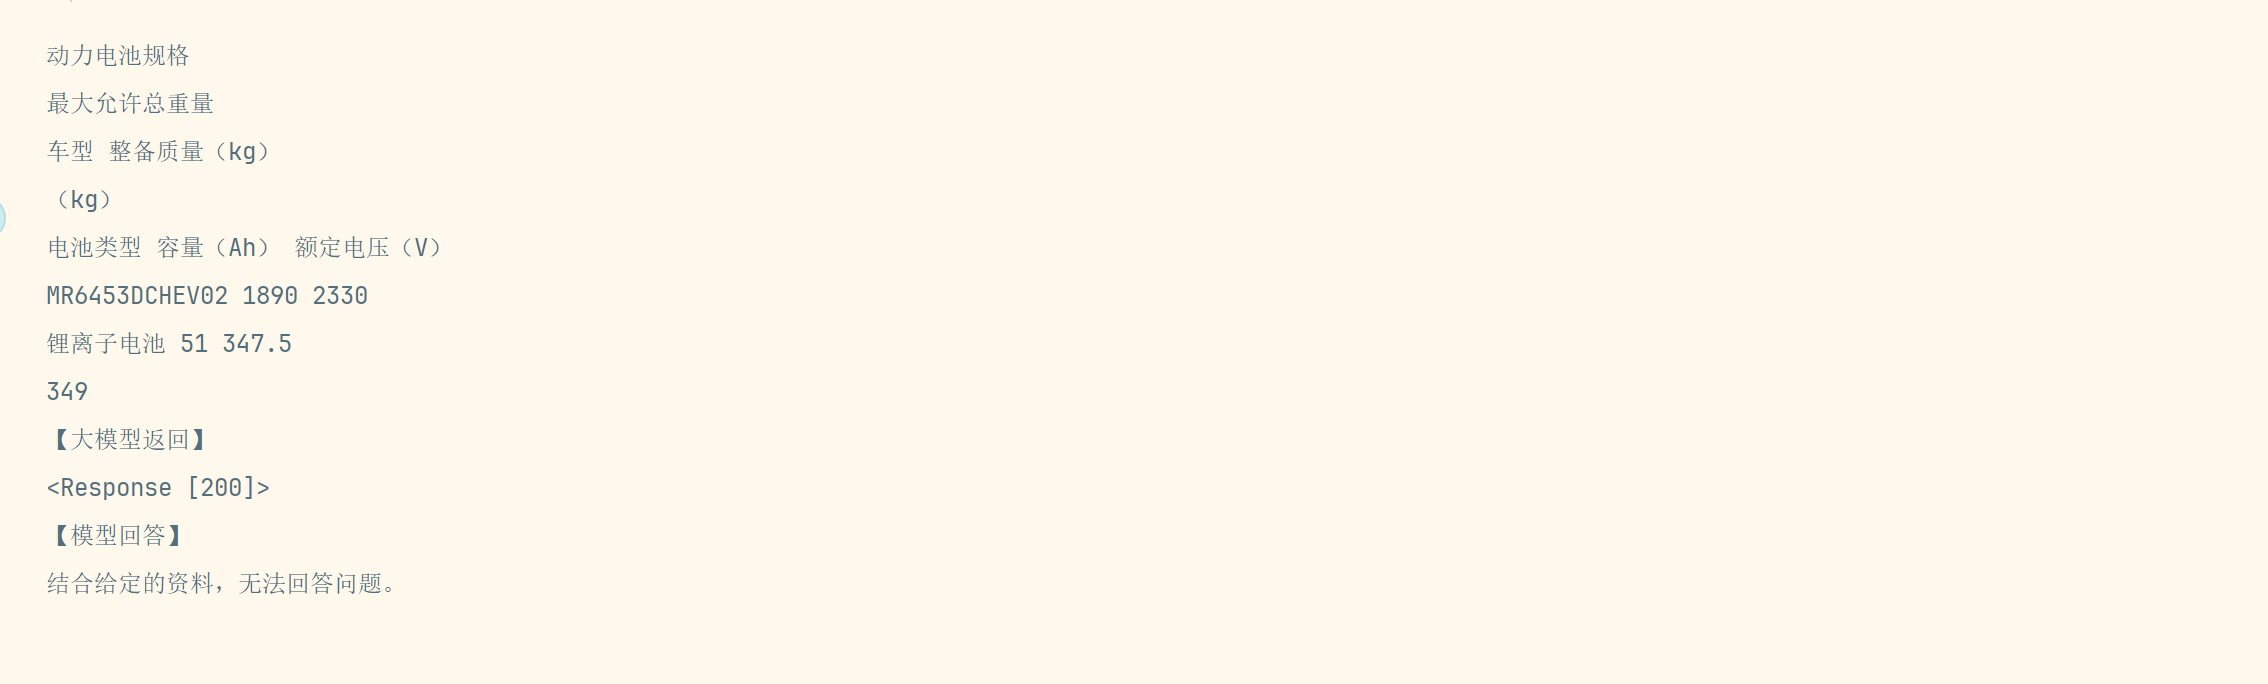 动力电池规格
最大允许总重量
车型 整备质量（kg）
（kg）
电池类型 容量（Ah） 额定电压（V）
MR6453DCHEV02 1890 2330
锂离子电池 51 347.5
349
【大模型返回】
<Response [200]>
【模型回答】
结合给定的资料，无法回答问题。